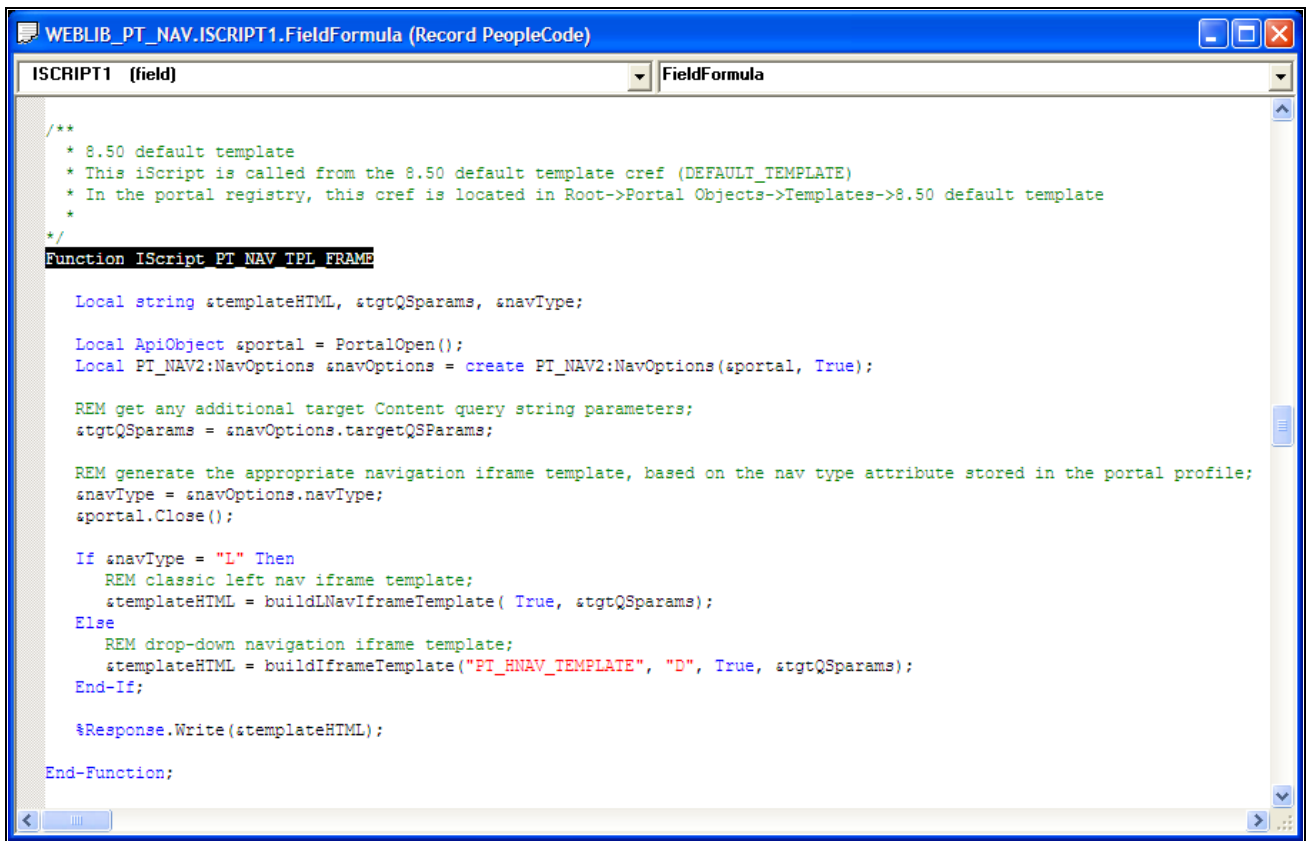 WEBLIB_PT_NAV.ISCRIPT1.FieldFormula (Record PeopleCode)
ISCRIPT1 (field) FieldFormula
/**
* 8.50 default template
* This iScript is called from the 8.50 default template cref (DEFAULT_TEMPLATE)
* In the portal registry, this cref is located in Root->Portal Objects->Templates->8.50 default template
*
*/
Function IScript_PT_NAV_TPL_FRAME
Local string &templateHTML, &tgtQSparams, &navType;
Local ApiObject &portal = PortalOpen();
Local PT_NAV2:NavOptions &navOptions = create PT_NAV2:NavOptions(&portal, True);
REM get any additional target Content query string parameters;
&tgtQSparams = &navOptions.targetQSParams;
REM generate the appropriate navigation iframe template, based on the nav type attribute stored in the portal profile;
&navType = &navOptions.navType;
&portal.Close();
If &navType = "L" Then
REM classic left nav iframe template;
&templateHTML = buildLNavIframeTemplate( True, &tgtQSparams);
Else
REM drop-down navigation iframe template;
&templateHTML = buildIframeTemplate("PT_HNAV_TEMPLATE", "D", True, &tgtQSparams);
End-If;
%Response.Write(&templateHTML);
End-Function;